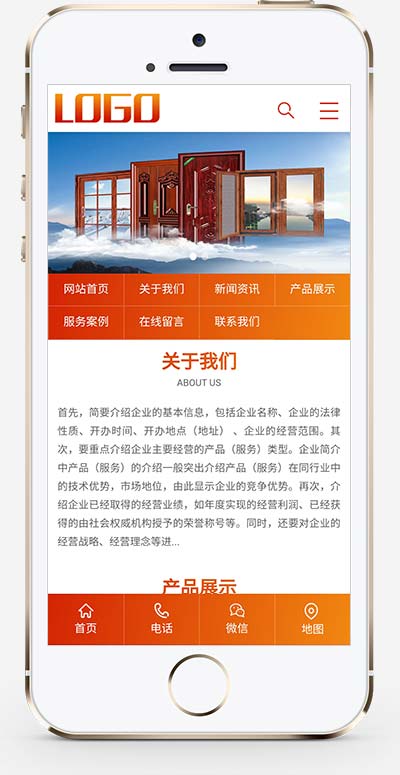 LOGO
网站首页 关于我们 新闻资讯 产品展示
服务案例 在线留言 联系我们
关于我们
ABOUT US
首先，简要介绍企业的基本信息，包括企业名称、企业的法律
性质、开办时间、开办地点（地址） 、企业的经营范围。其
次，要重点介绍企业主要经营的产品（服务）类型。企业简介
中产品（服务）的介绍一般突出介绍产品（服务）在同行业中
的技术优势，市场地位，由此显示企业的竞争优势。再次，介
绍企业已经取得的经营业绩，如年度实现的经营利润、已经获
得的由社会权威机构授予的荣誉称号等。同时，还要对企业的
经营战略、经营理念等进...
产品展示
首页 电话 微信 地图